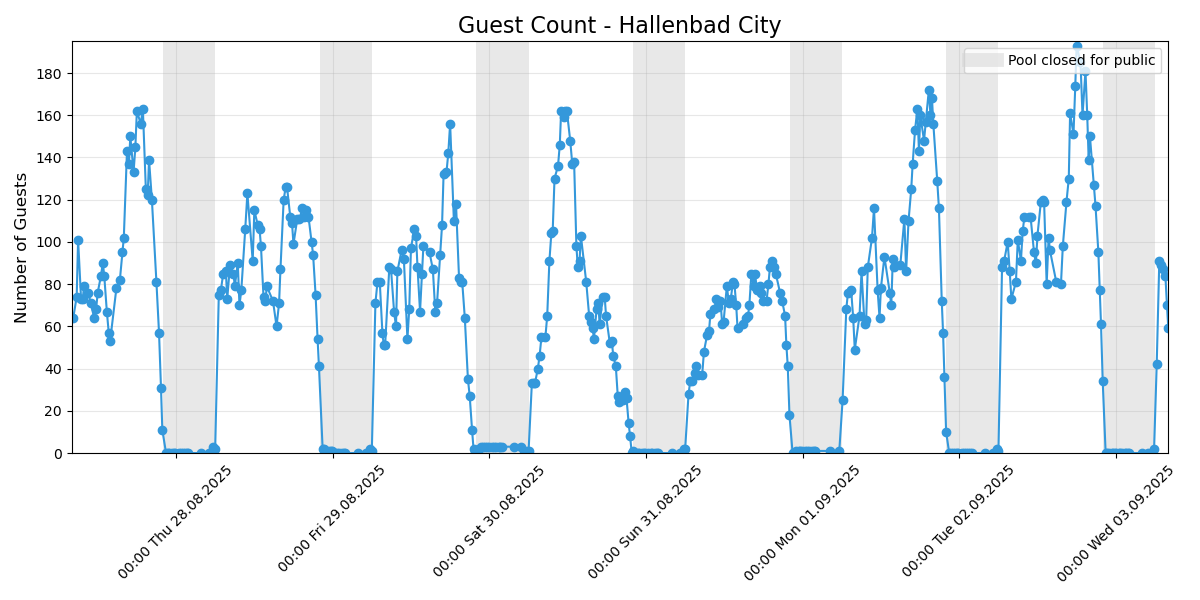 Guest Count - Hallenbad City
Pool closed for public
Number of Guests
180
160
140
120
100
80
60
40
20
0
00:00 Thu 28.08.2025
00:00 Fri 29.08.2025
00:00 Sat 30.08.2025
00:00 Sun 31.08.2025
00:00 Mon 01.09.2025
00:00 Tue 02.09.2025
00:00 Wed 03.09.2025